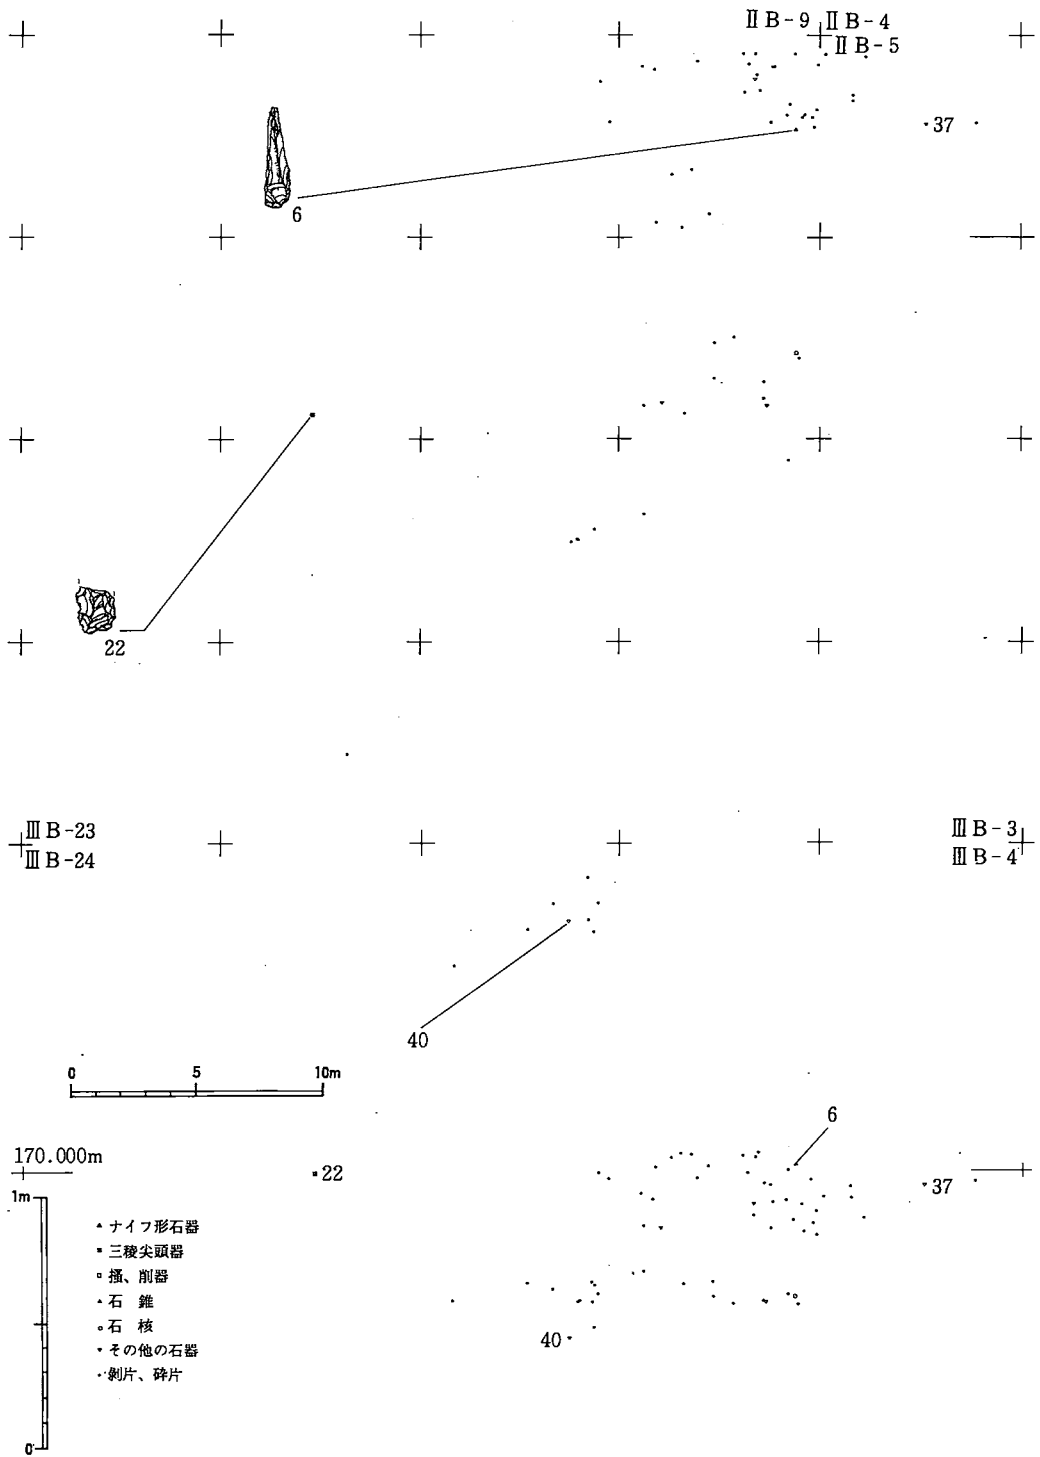 ⅡB-9 ⅡB-4
ⅡB-5
37
6
22
ⅢB-23
ⅢB-24
ⅢB-3
ⅢB-4
40
0 5 10m
6
170.000m
22
37
1m
▲ ナイフ形石器
■ 三稜尖頭器
□ 掻、削器
▲ 石 錐
○ 石 核
▼ その他の石器
・ 剝片、砕片
40
0